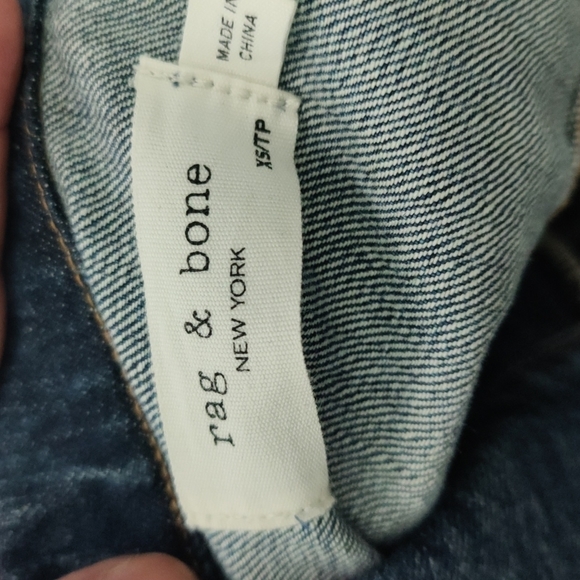 MADE IN
CHINA
XS/TP
rag & bone
NEW YORK